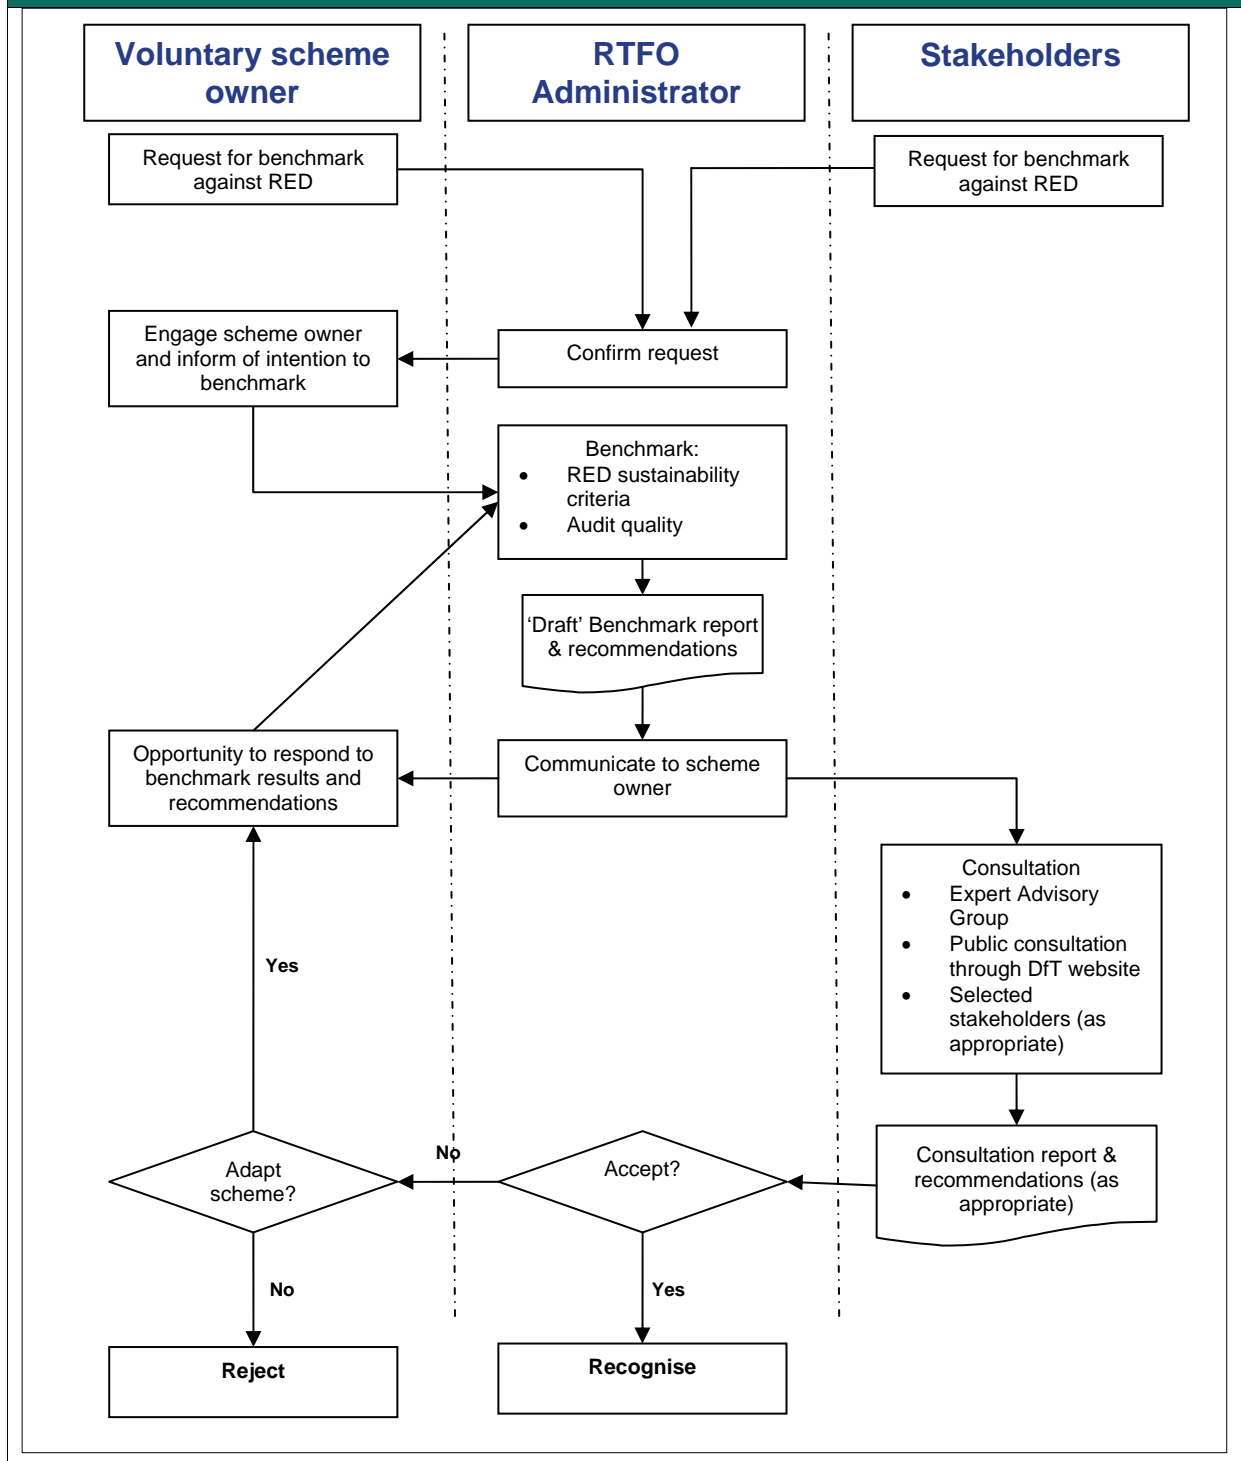 Voluntary scheme
owner
RTFO
Administrator
Stakeholders
Request for benchmark
against RED
Request for benchmark
against RED
Engage scheme owner
and inform of intention to
benchmark
Confirm request
Benchmark:
• RED sustainability
criteria
• Audit quality
‘Draft’ Benchmark report
& recommendations
Opportunity to respond to
benchmark results and
recommendations
Communicate to scheme
owner
Consultation
• Expert Advisory
Group
• Public consultation
through DfT website
• Selected
stakeholders (as
appropriate)
Yes
Adapt
scheme?
No
Accept?
Consultation report &
recommendations (as
appropriate)
No
Yes
Reject
Recognise